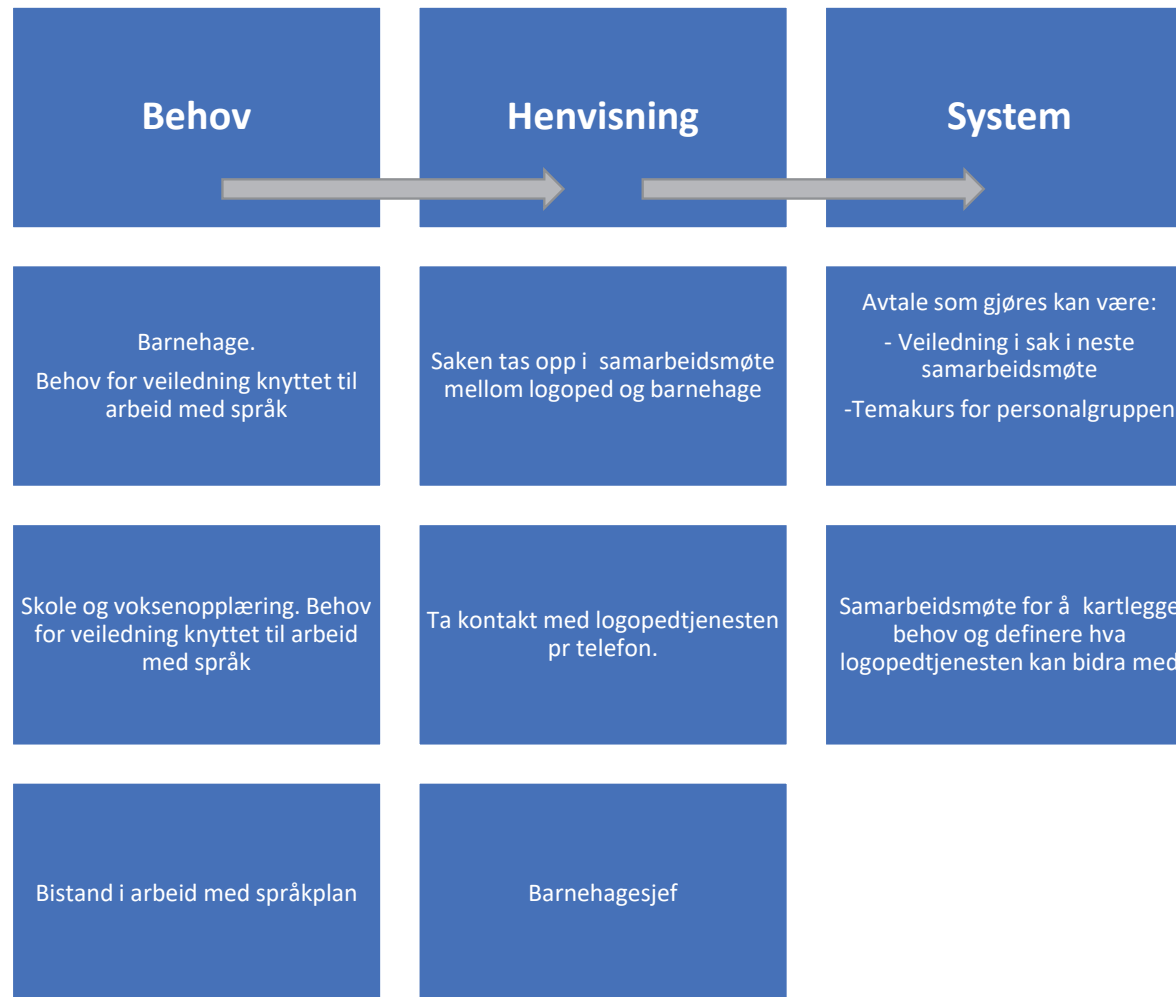 Behov
Henvisning
System
Barnehage.
Behov for veiledning knyttet til
arbeid med språk
Saken tas opp i  samarbeidsmøte
mellom logoped og barnehage
Avtale som gjøres kan være:
- Veiledning i sak i neste
samarbeidsmøte
-Temakurs for personalgruppen
Skole og voksenopplæring. Behov
for veiledning knyttet til arbeid
med språk
Ta kontakt med logopedtjenesten
pr telefon.
Samarbeidsmøte for å  kartlegge
behov og definere hva
logopedtjenesten kan bidra med
Bistand i arbeid med språkplan
Barnehagesjef